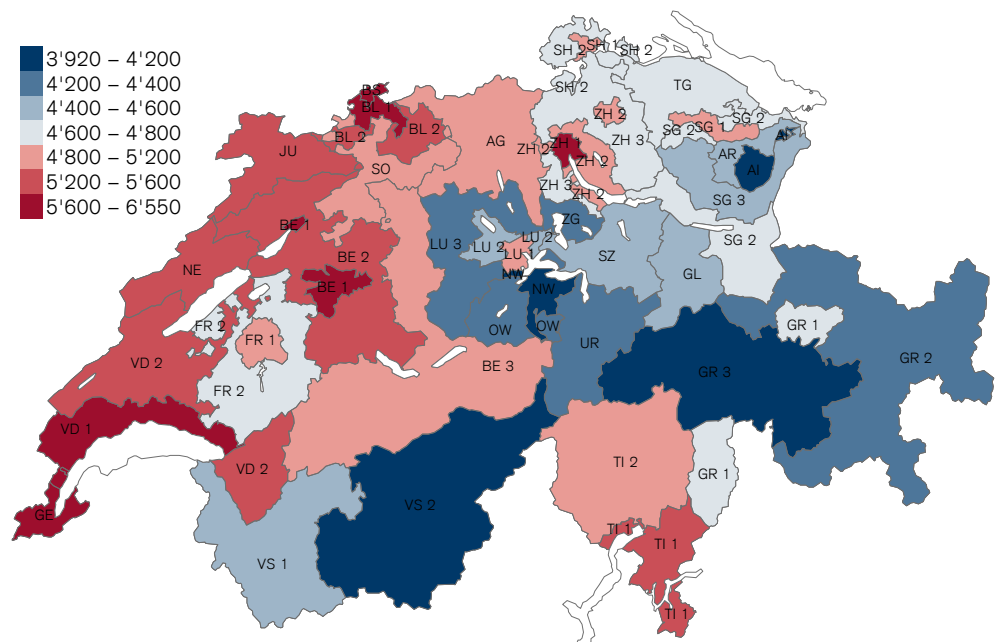 3'920 – 4'200
4'200 – 4'400
4'400 – 4'600
4'600 – 4'800
4'800 – 5'200
5'200 – 5'600
5'600 – 6'550
SH 2
SH 1
SH 2
SH 2
TG
BS
BL 1
BL 2
BL 2
AG
ZH 2
ZH 2
ZH 1
ZH 3
ZH 2
SG 2
SG 1
SG 2
AR
AR
AI
JU
SO
ZH 3
ZH 2
SG 3
BE 1
ZG
LU 3
LU 2
LU 2
LU 1
SZ
SG 2
BE 2
NE
NW
NW
GL
BE 1
FR 2
FR 1
OW
OW
UR
GR 1
VD 2
BE 3
GR 3
GR 2
FR 2
VD 1
VD 2
TI 2
GR 1
VS 2
GE
TI 1
TI 1
VS 1
TI 1